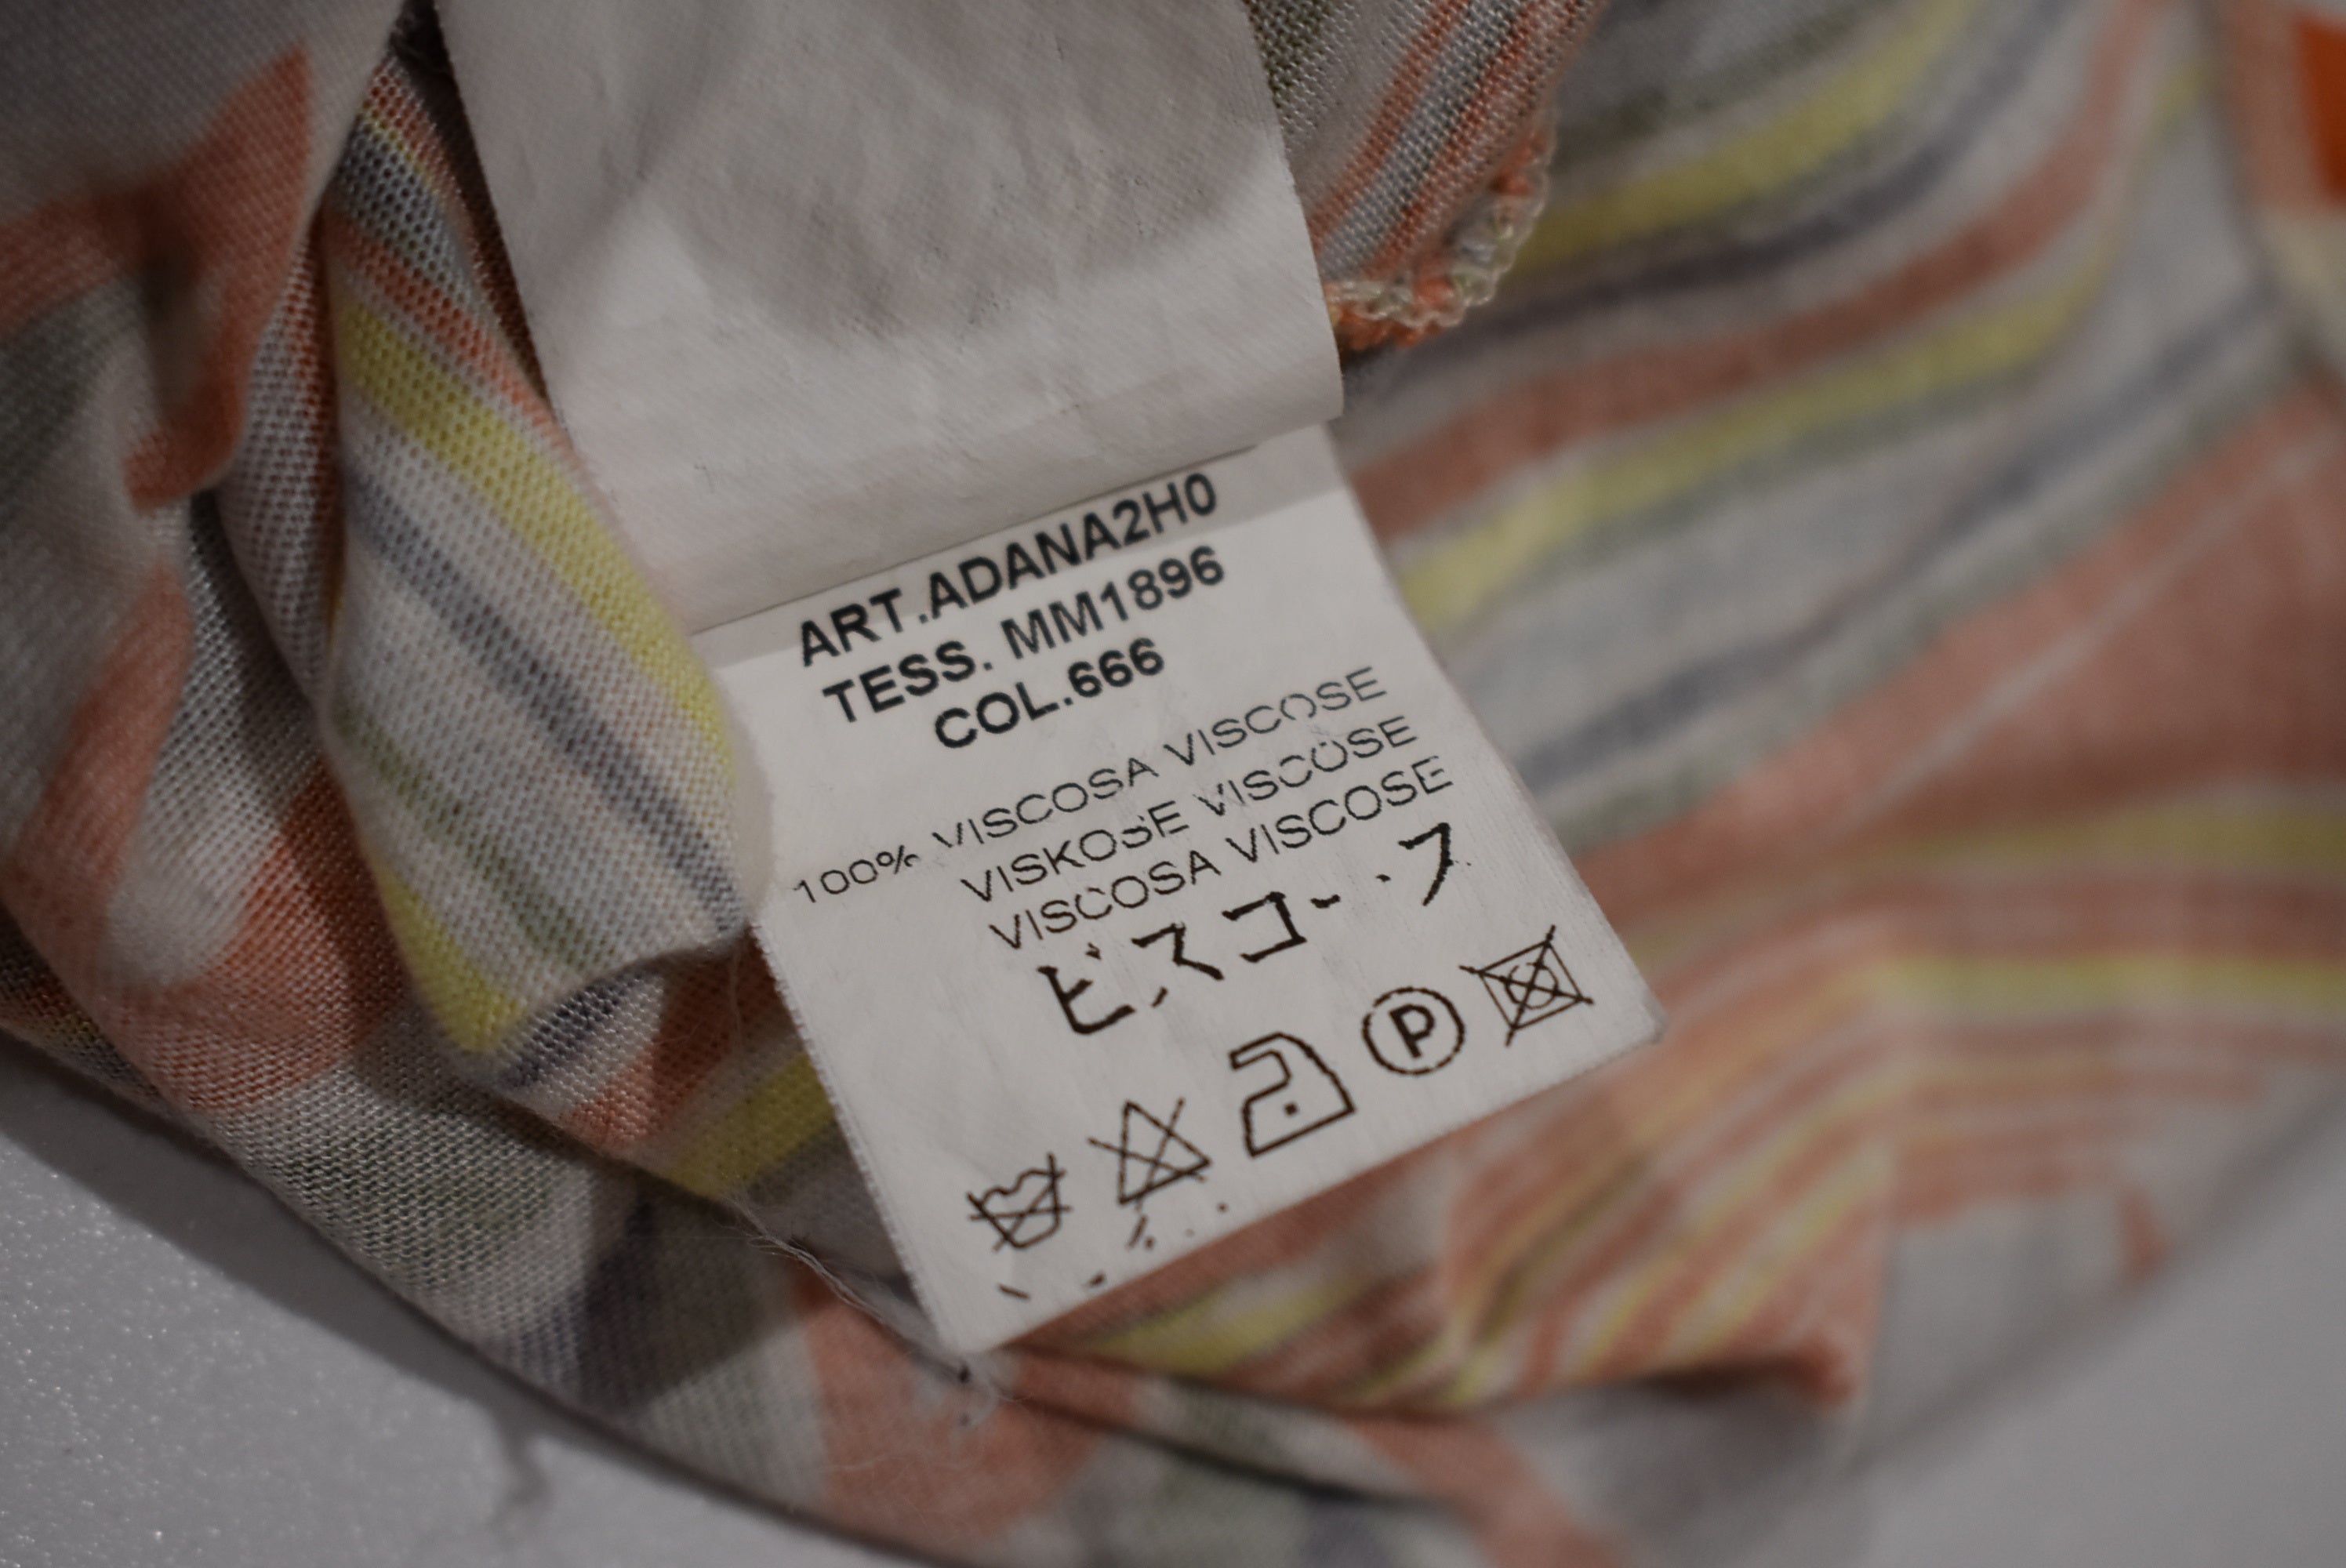 ART.ADANA2H0
TESS. MM1896
COL.666
100% VISCOSA VISCOSE
VISKOSE VISCOSE
VISCOSA VISCOSE
ビスコース
P